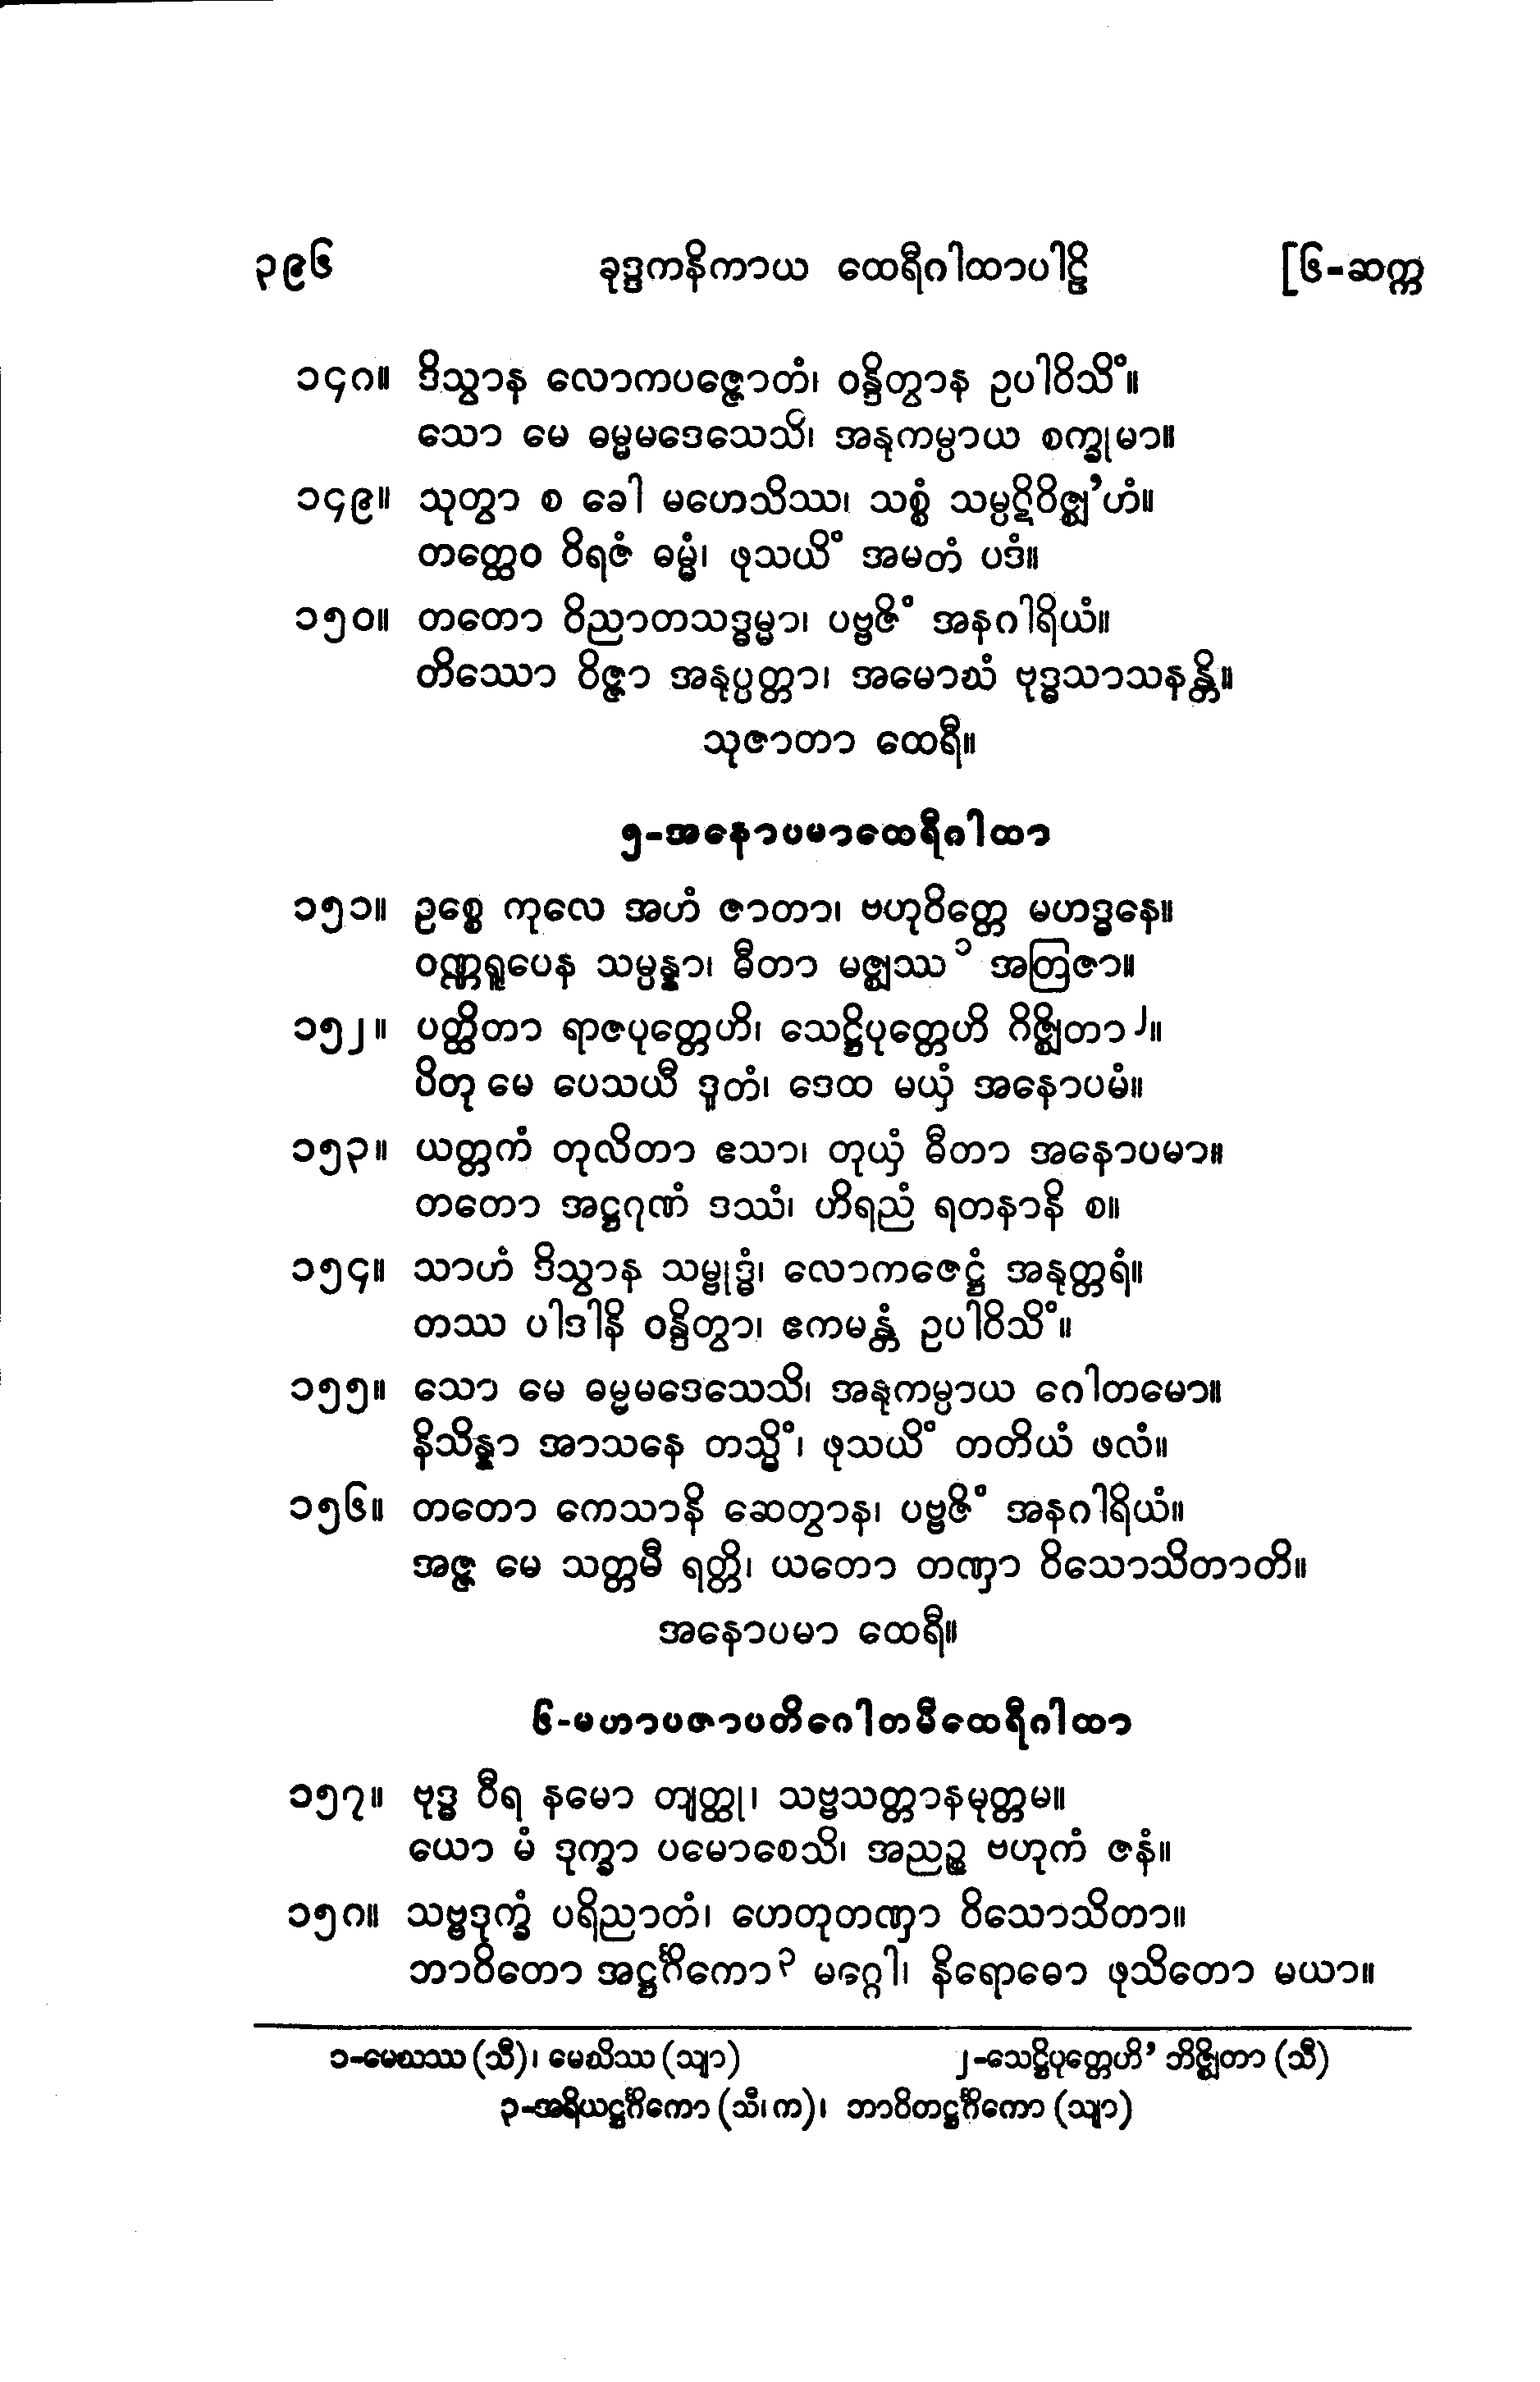 ၃၉၆ ခုဒ္ဒကနိကာယ ထေရီဂါထာပါဠိ [၆-ဆက္က
၁၄၈။ ဒိသွာန လောကပဇ္ဇောတံ၊ ဝန္ဒိတွာန ဥပါဝိသိံ။
သော မေ ဓမ္မမဒေသေသိ၊ အနုကမ္ပာယ စက္ခုမာ။
၁၄၉။ သုတွာ စ ခေါ မဟေသိဿ၊ သစ္စံ သမ္ပဋိဝိဇ္ဈ’ဟံ။
တတ္ထေဝ ဝိရဇံ ဓမ္မံ၊ ဖုသယိံ အမတံ ပဒံ။
၁၅၀။ တတော ဝိညာတသဒ္ဓမ္မာ၊ ပဗ္ဗဇိံ အနဂါရိယံ။
တိဿော ဝိဇ္ဇာ အနုပ္ပတ္တာ၊ အမောဃံ ဗုဒ္ဓသာသနန္တိ။
သုဇာတာ ထေရီ။
၅-အနောပမာထေရီဂါထာ
၁၅၁။ ဥစ္စေ ကုလေ အဟံ ဇာတာ၊ ဗဟုဝိတ္တေ မဟဒ္ဓနေ။
ဝဏ္ဏရူပေန သမ္ပန္နာ၊ ဓီတာ မဇ္ဈဿ ၁ အတြဇာ။
၁၅၂။ ပတ္ထိတာ ရာဇပုတ္တေဟိ၊ သေဋ္ဌိပုတ္တေဟိ ဂိဇ္ဈိတာ ၂။
ပိတု မေ ပေသယီ ဒူတံ၊ ဒေထ မယှံ အနောပမံ။
၁၅၃။ ယတ္တကံ တုလိတာ ဧသာ၊ တုယှံ ဓီတာ အနောပမာ။
တတော အဋ္ဌဂုဏံ ဒဿံ၊ ဟိရညံ ရတနာနိ စ။
၁၅၄။ သာဟံ ဒိသွာန သမ္ဗုဒ္ဓံ၊ လောကဇေဋ္ဌံ အနုတ္တရံ။
တဿ ပါဒါနိ ဝန္ဒိတွာ၊ ဧကမန္တံ ဥပါဝိသိံ။
၁၅၅။ သော မေ ဓမ္မမဒေသေသိ၊ အနုကမ္ပာယ ဂေါတမော။
နိသိန္နာ အာသနေ တသ္မိံ၊ ဖုသယိံ တတိယံ ဖလံ။
၁၅၆။ တတော ကေသာနိ ဆေတွာန၊ ပဗ္ဗဇိံ အနဂါရိယံ။
အဇ္ဇ မေ သတ္တမီ ရတ္တိ၊ ယတော တဏှာ ဝိသောသိတာတိ။
အနောပမာ ထေရီ။
၆-မဟာပဇာပတိဂေါတမီထေရီဂါထာ
၁၅၇။ ဗုဒ္ဓ ဝီရ နမော တျတ္ထု၊ သဗ္ဗသတ္တာနမုတ္တမ။
ယော မံ ဒုက္ခာ ပမောစေသိ၊ အညဉ္စ ဗဟုကံ ဇနံ။
၁၅၈။ သဗ္ဗဒုက္ခံ ပရိညာတံ၊ ဟေတုတဏှာ ဝိသောသိတာ။
ဘာဝိတော အဋ္ဌင်္ဂိကော ၃ မဂ္ဂေါ၊ နိရောဓော ဖုသိတော မယာ။
၁-မေဃဿ (သီ)၊ မေဃိဿ (သျာ) ၂-သေဋ္ဌိပုတ္တေဟိ’ ဘိဇ္ဈိတာ (သီ)
၃-အရိယဋ္ဌင်္ဂိကော (သီ၊ က)၊ ဘာဝိတဋ္ဌင်္ဂိကော (သျာ)